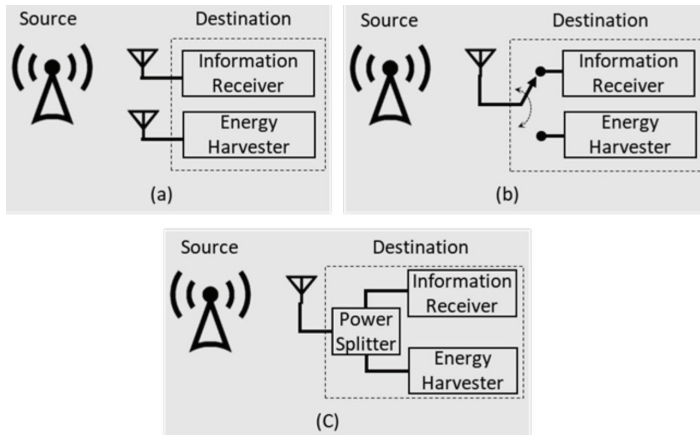 Source
Destination
Information
Receiver
Energy
Harvester
(a)
Source
Destination
Information
Receiver
Energy
Harvester
(b)
Source
Destination
Information
Receiver
Power
Splitter
Energy
Harvester
(C)